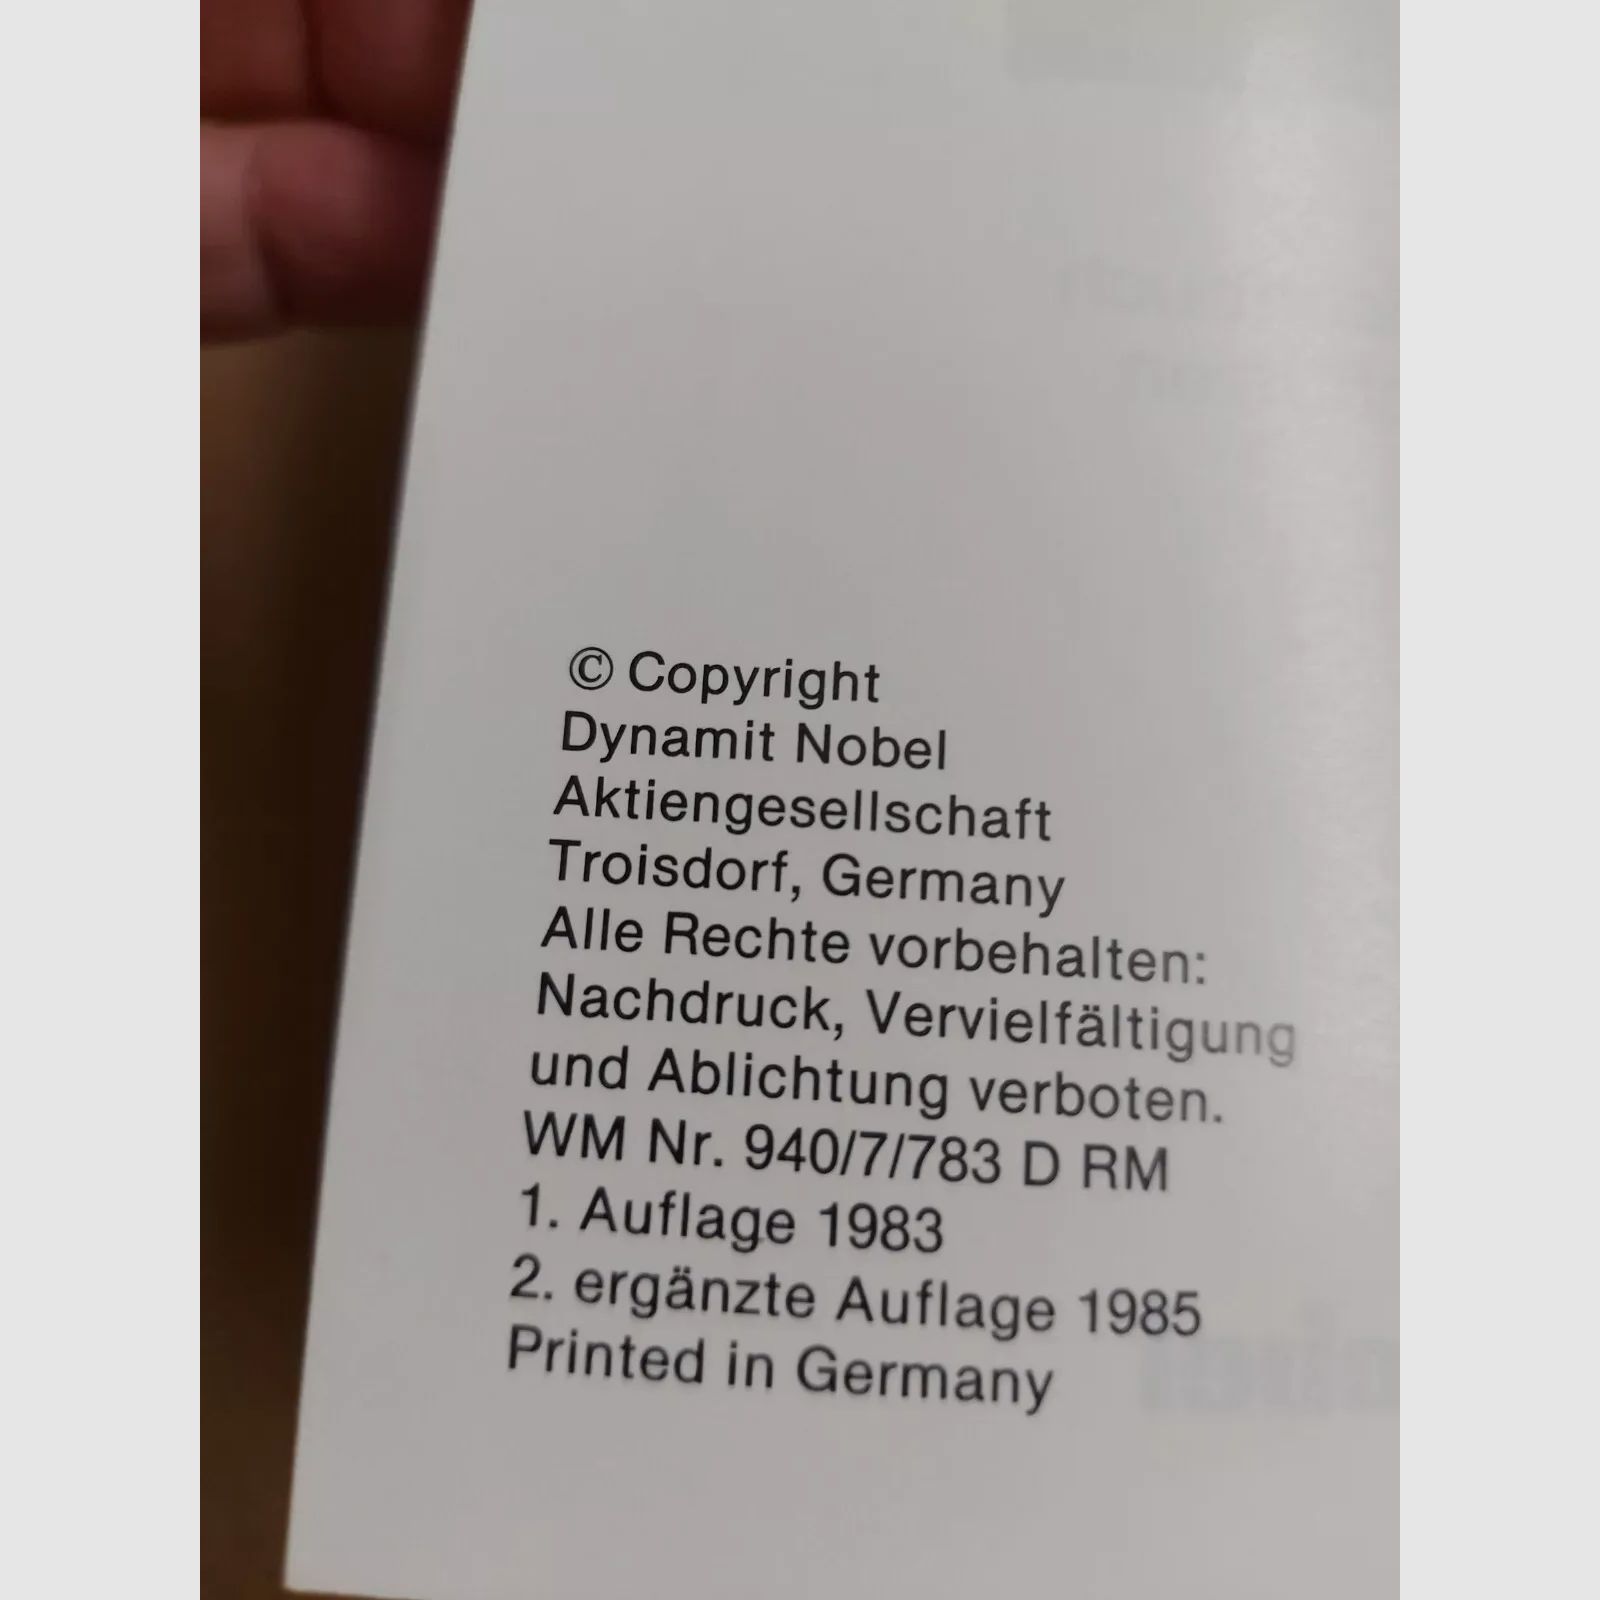 © Copyright
Dynamit Nobel
Aktiengesellschaft
Troisdorf, Germany
Alle Rechte vorbehalten:
Nachdruck, Vervielfältigung
und Ablichtung verboten.
WM Nr. 940/7/783 D RM
1. Auflage 1983
2. ergänzte Auflage 1985
Printed in Germany